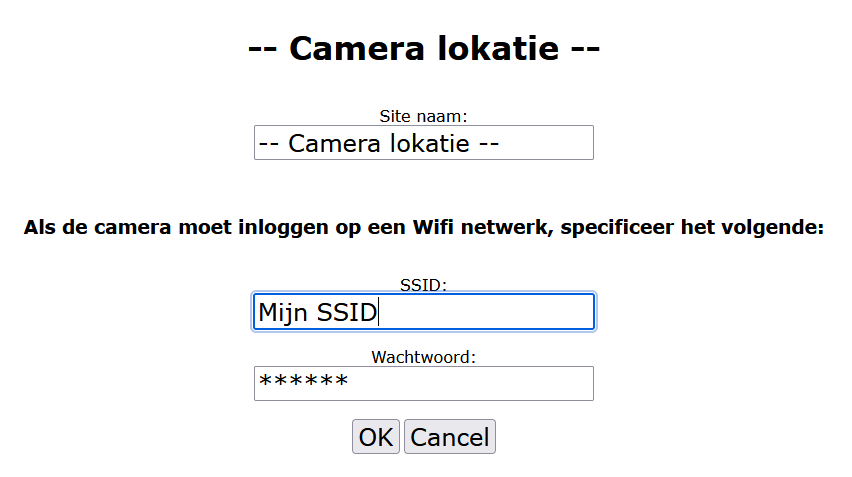 -- Camera lokatie --
Site naam:
-- Camera lokatie --
Als de camera moet inloggen op een Wifi netwerk, specificeer het volgende:
SSID:
Mijn SSID
Wachtwoord:
******
OK Cancel